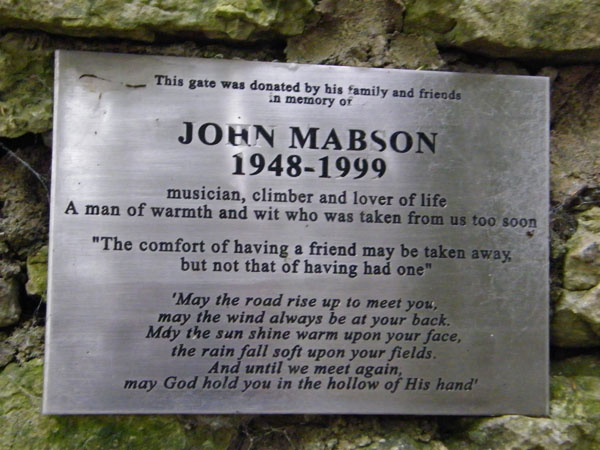 This gate was donated by his family and friends
in memory of
JOHN MABSON
1948-1999
musician, climber and lover of life
A man of warmth and wit who was taken from us too soon
"The comfort of having a friend may be taken away,
but not that of having had one"
'May the road rise up to meet you,
may the wind always be at your back.
May the sun shine warm upon your face,
the rain fall soft upon your fields.
And until we meet again,
may God hold you in the hollow of His hand'